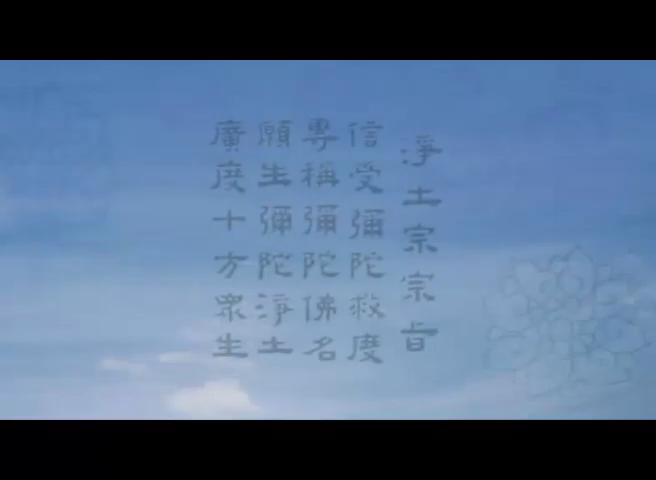 淨土宗宗旨
信受彌陀救度
專稱彌陀佛名
願生彌陀淨土
廣度十方眾生